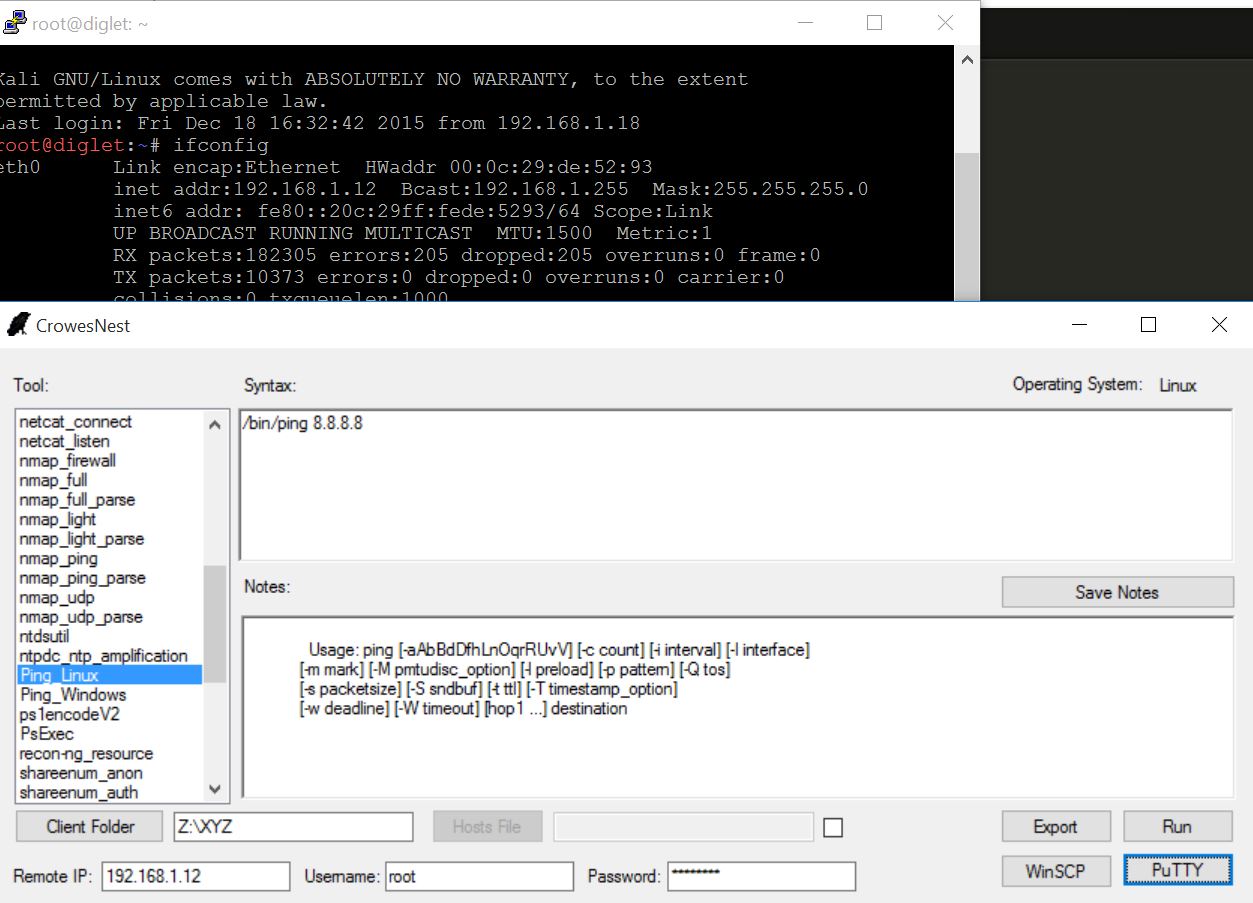 root@diglet: ~
Kali GNU/Linux comes with ABSOLUTELY NO WARRANTY, to the extent
permitted by applicable law.
Last login: Fri Dec 18 16:32:42 2015 from 192.168.1.18
root@diglet:~# ifconfig
eth0 Link encap:Ethernet HWaddr 00:0c:29:de:52:93
inet addr:192.168.1.12 Bcast:192.168.1.255 Mask:255.255.255.0
inet6 addr: fe80::20c:29ff:fede:5293/64 Scope:Link
UP BROADCAST RUNNING MULTICAST MTU:1500 Metric:1
RX packets:182305 errors:205 dropped:205 overruns:0 frame:0
TX packets:10373 errors:0 dropped:0 overruns:0 carrier:0
collisions:0 txqueuelen:1000
CrowesNest
Tool:
netcat_connect
netcat_listen
nmap_firewall
nmap_full
nmap_full_parse
nmap_light
nmap_light_parse
nmap_ping
nmap_ping_parse
nmap_udp
nmap_udp_parse
ntdsutil
ntpdc_ntp_amplification
Ping_Linux
Ping_Windows
ps1encodeV2
PsExec
recon-ng_resource
shareenum_anon
shareenum_auth
Syntax:
Operating System: Linux
/bin/ping 8.8.8.8
Notes:
Save Notes
Usage: ping [-aAbBdDfhLnOqrRUvV] [-c count] [-i interval] [-I interface]
[-m mark] [-M pmtudisc_option] [-l preload] [-p pattern] [-Q tos]
[-s packetsize] [-S sndbuf] [-t ttl] [-T timestamp_option]
[-w deadline] [-W timeout] [hop1 ...] destination
Client Folder Z:\XYZ Hosts File Export Run
Remote IP: 192.168.1.12 Username: root Password: ******** WinSCP PuTTY